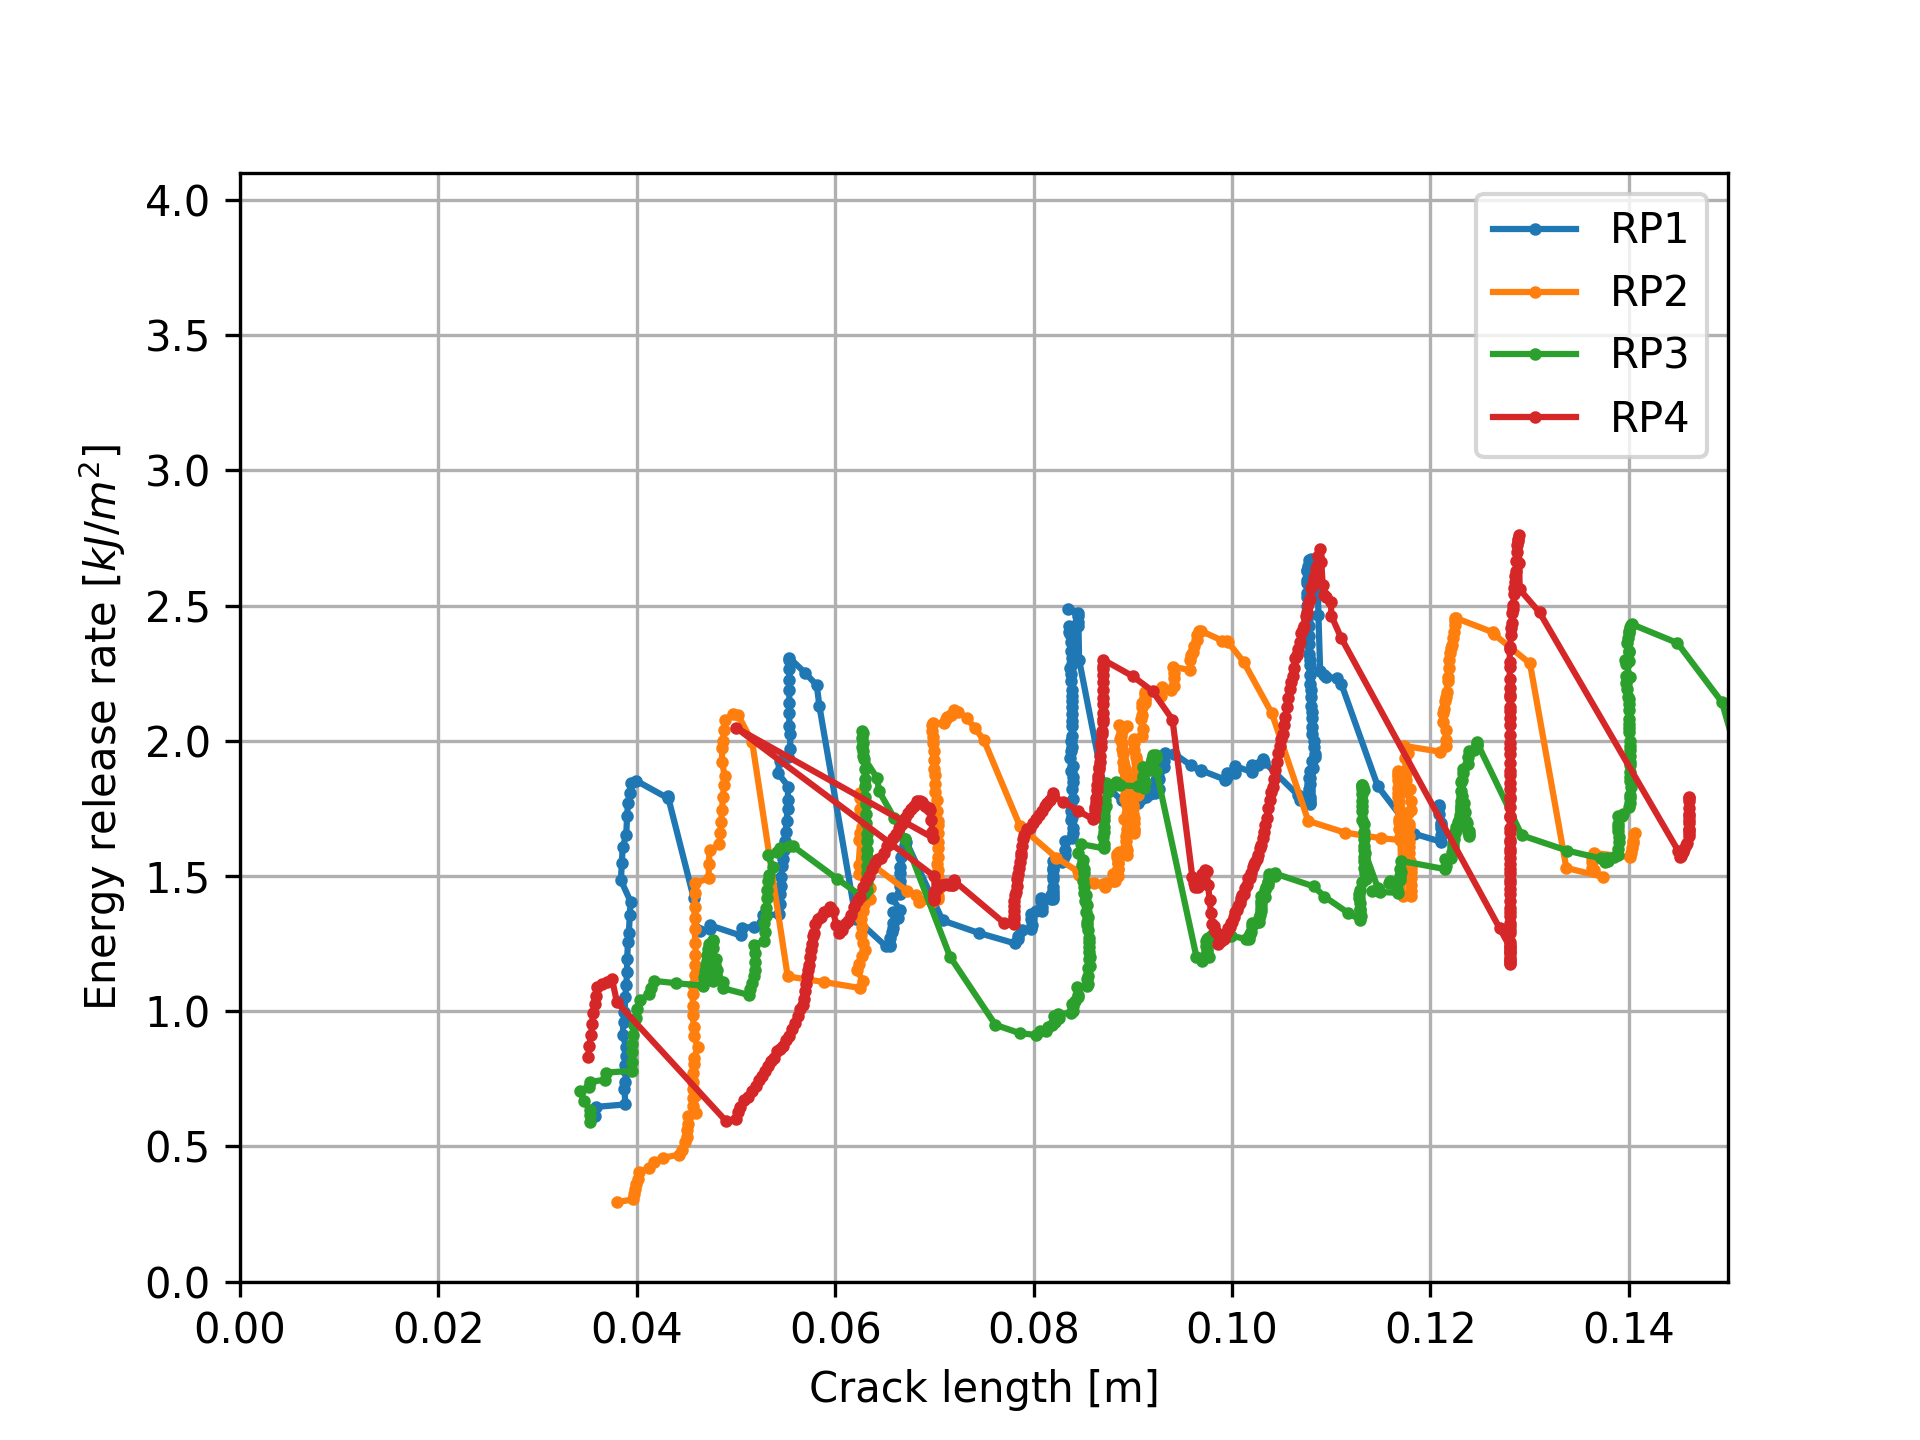 4.0
3.5
3.0
2.5
2.0
1.5
1.0
0.5
0.0
Energy release rate [kJ/m²]
0.00 0.02 0.04 0.06 0.08 0.10 0.12 0.14
Crack length [m]
RP1
RP2
RP3
RP4